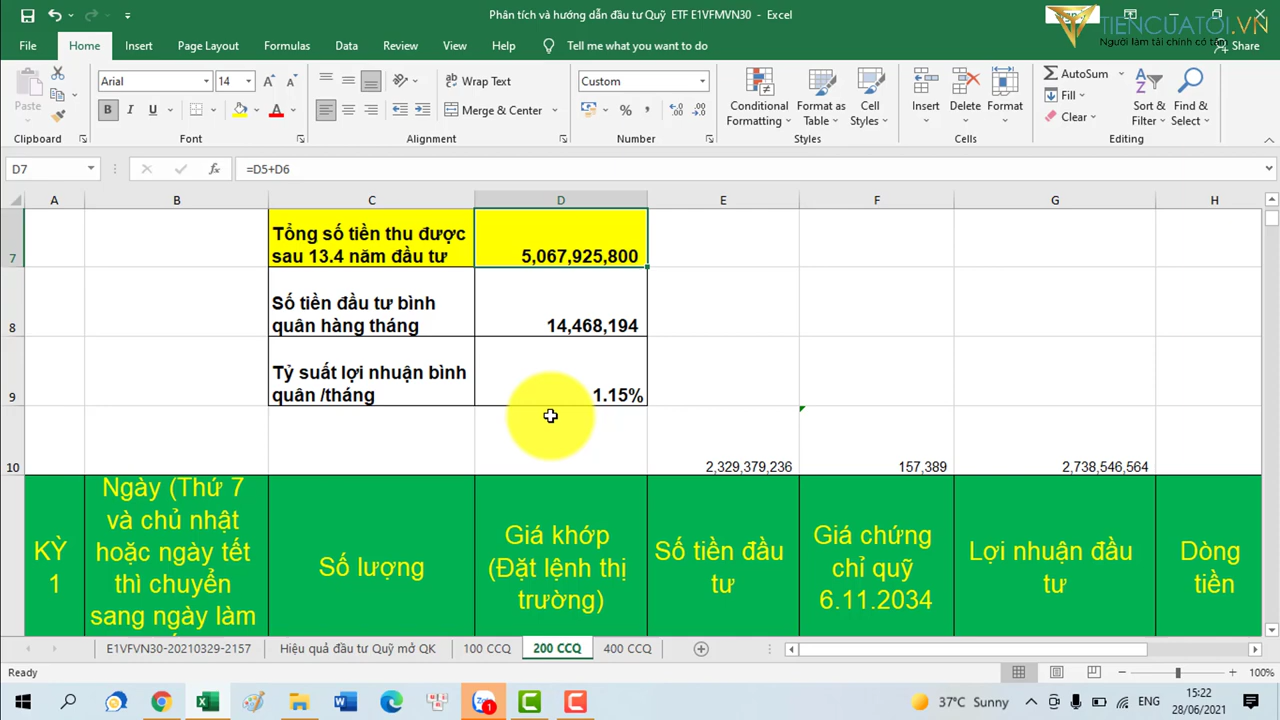 Phân tích và hướng dẫn đầu tư Quỹ ETF E1VFMVN30 - Excel
TIENCUATOI.VN
Người làm tài chính có tâm
File Home Insert Page Layout Formulas Data Review View Help Tell me what you want to do Share
Paste
Arial 14
B I U
Wrap Text
Merge & Center
Custom
Conditional Formatting
Format as Table
Cell Styles
Insert Delete Format
AutoSum
Fill
Clear
Sort & Filter
Find & Select
Clipboard Font Alignment Number Styles Cells Editing
D7 fx =D5+D6
A B C D E F G H
7 Tổng số tiền thu được
sau 13.4 năm đầu tư 5,067,925,800
8 Số tiền đầu tư bình
quân hàng tháng 14,468,194
9 Tỷ suất lợi nhuận bình
quân /tháng 1.15%
10 2,329,379,236 157,389 2,738,546,564
KỲ
1
Ngày (Thứ 7
và chủ nhật
hoặc ngày tết
thì chuyển
sang ngày làm
Số lượng
Giá khớp
(Đặt lệnh thị
trường)
Số tiền đầu
tư
Giá chứng
chỉ quỹ
6.11.2034
Lợi nhuận đầu
tư
Dòng
tiền
E1VFVN30-20210329-2157 Hiệu quả đầu tư Quỹ mở QK 100 CCQ 200 CCQ 400 CCQ
Ready 100%
1
37°C Sunny ENG
15:22
28/06/2021